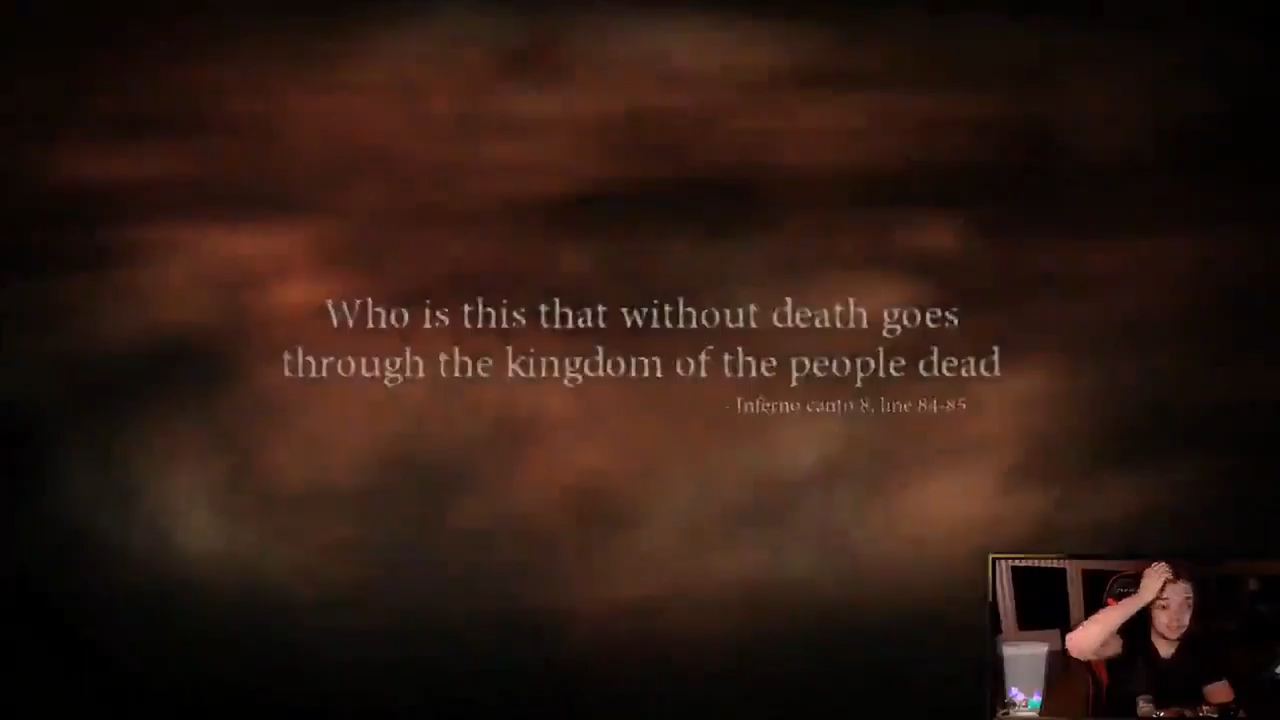 Who is this that without death goes
through the kingdom of the people dead
- Inferno canto 8, line 84-85